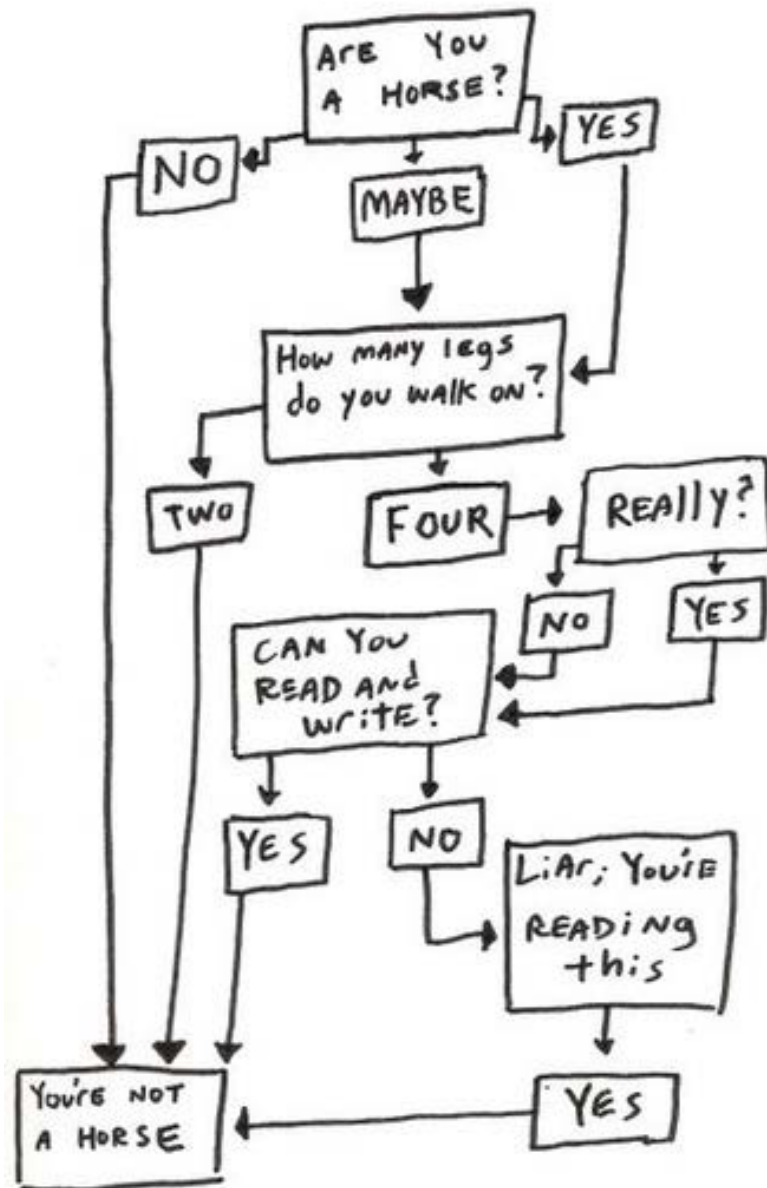 Are You
A HORSE?
NO
MAYBE
YES
How many legs
do you walk on?
TWO
FOUR
REAlly?
NO
YES
CAN YOU
READ ANd
WriTE?
YES
NO
LiAr; You're
READiNg
this
YES
You're NOT
A HORSE